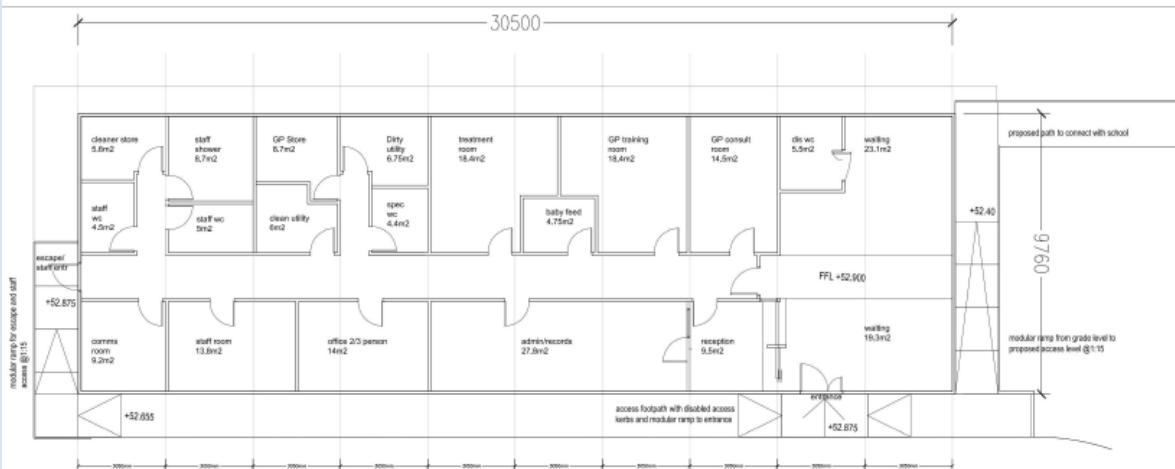 30500
cleaner store
5.6m2
staff
shower
8,7m2
GP Store
8.7m2
Dirty
utility
6.75m2
treatment
room
18.4m2
GP training
room
18,4m2
GP consult
room
14,5m2
dis wc
5,5m2
waiting
23.1m2
proposed path to connect with school
staff
wc
4.5m2
staff wc
5m2
clean utility
6m2
spec
wc
4,4m2
baby feed
4.75m2
+52.40
9760
escape/
staff entr
+52.875
FFL +52,900
modular ramp for escape and staff
access @1:15
comms
room
9.2m2
staff room
13,8m2
office 2/3 person
14m2
admin/records
27,8m2
reception
9,5m2
waiting
19.3m2
modular ramp from grade level to
proposed access level @1:15
+52.655
access footpath with disabled access
kerbs and modular ramp to entrance
entrance
+52.875